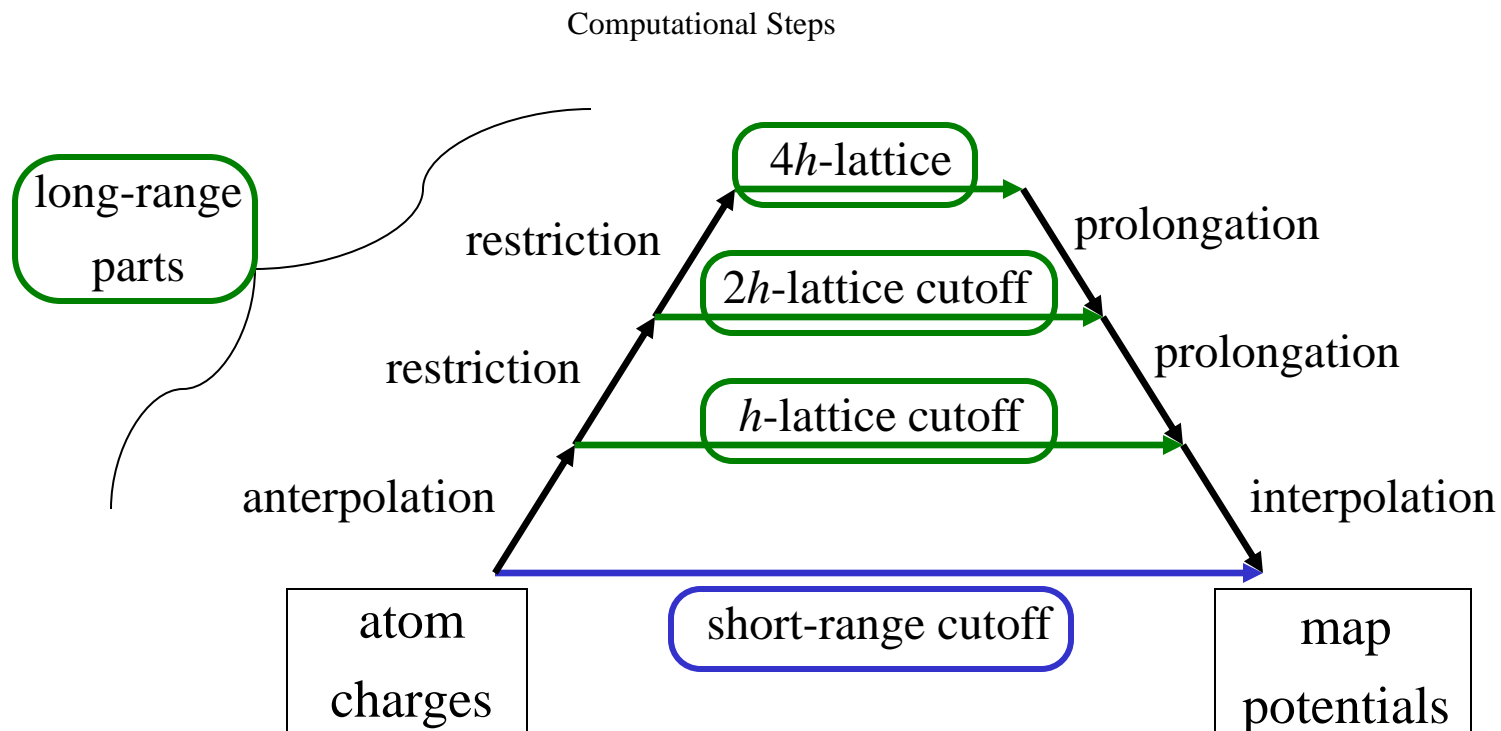 Computational Steps
long-range
parts
4h-lattice
restriction
prolongation
2h-lattice cutoff
restriction
prolongation
h-lattice cutoff
anterpolation
interpolation
short-range cutoff
atom
charges
map
potentials